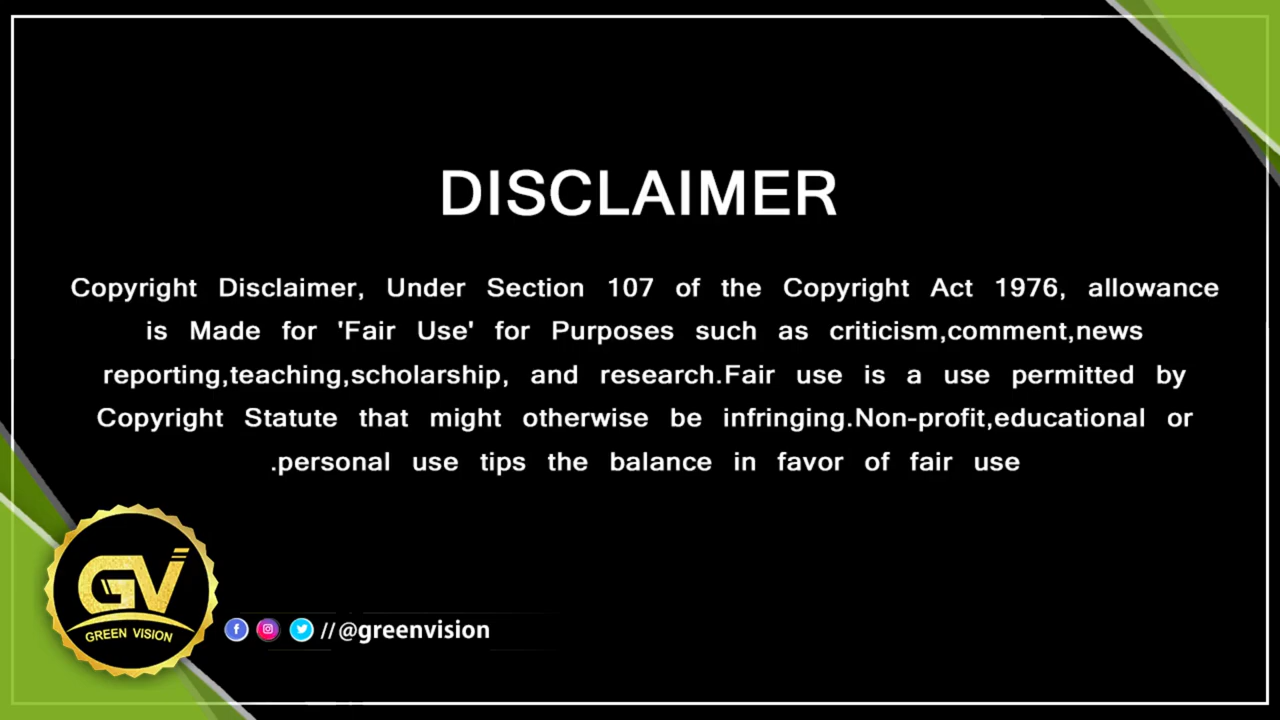 DISCLAIMER
Copyright Disclaimer, Under Section 107 of the Copyright Act 1976, allowance
is Made for 'Fair Use' for Purposes such as criticism,comment,news
reporting,teaching,scholarship, and research.Fair use is a use permitted by
Copyright Statute that might otherwise be infringing.Non-profit,educational or
.personal use tips the balance in favor of fair use
GV
GREEN VISION
//@greenvision